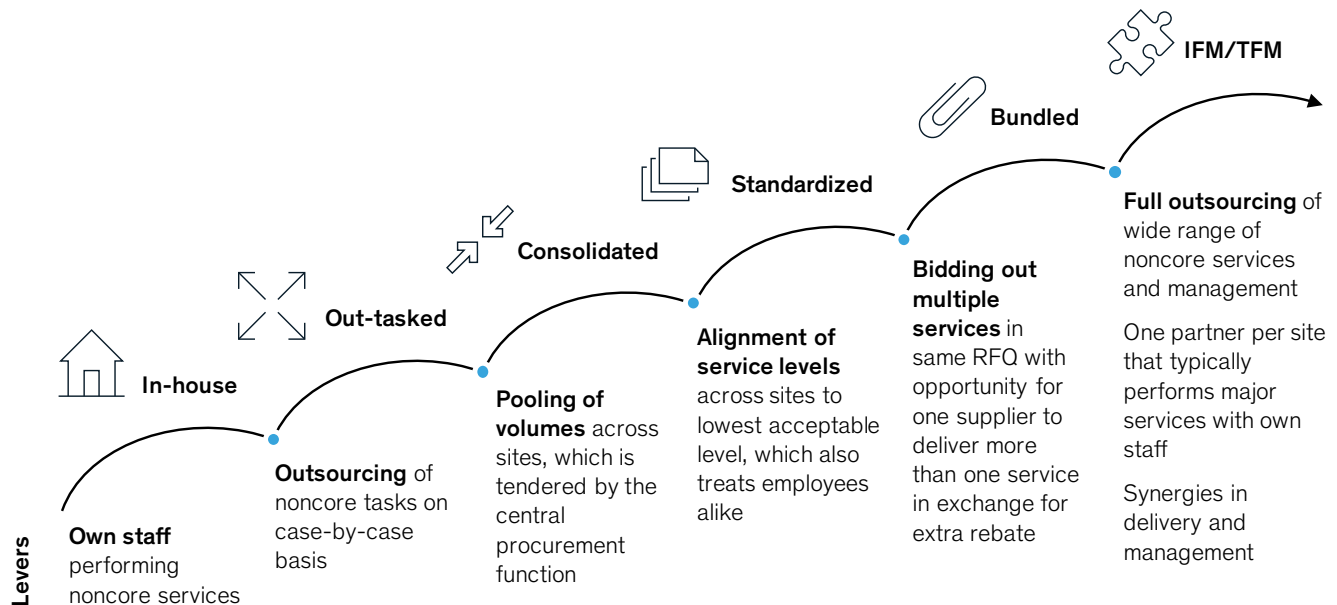 IFM/TFM
Bundled
Standardized
Consolidated
Out-tasked
In-house
Levers
Own staff
performing
noncore services
Outsourcing of
noncore tasks on
case-by-case
basis
Pooling of
volumes across
sites, which is
tendered by the
central
procurement
function
Alignment of
service levels
across sites to
lowest acceptable
level, which also
treats employees
alike
Bidding out
multiple
services in
same RFQ with
opportunity for
one supplier to
deliver more
than one service
in exchange for
extra rebate
Full outsourcing of
wide range of
noncore services
and management
One partner per site
that typically
performs major
services with own
staff
Synergies in
delivery and
management